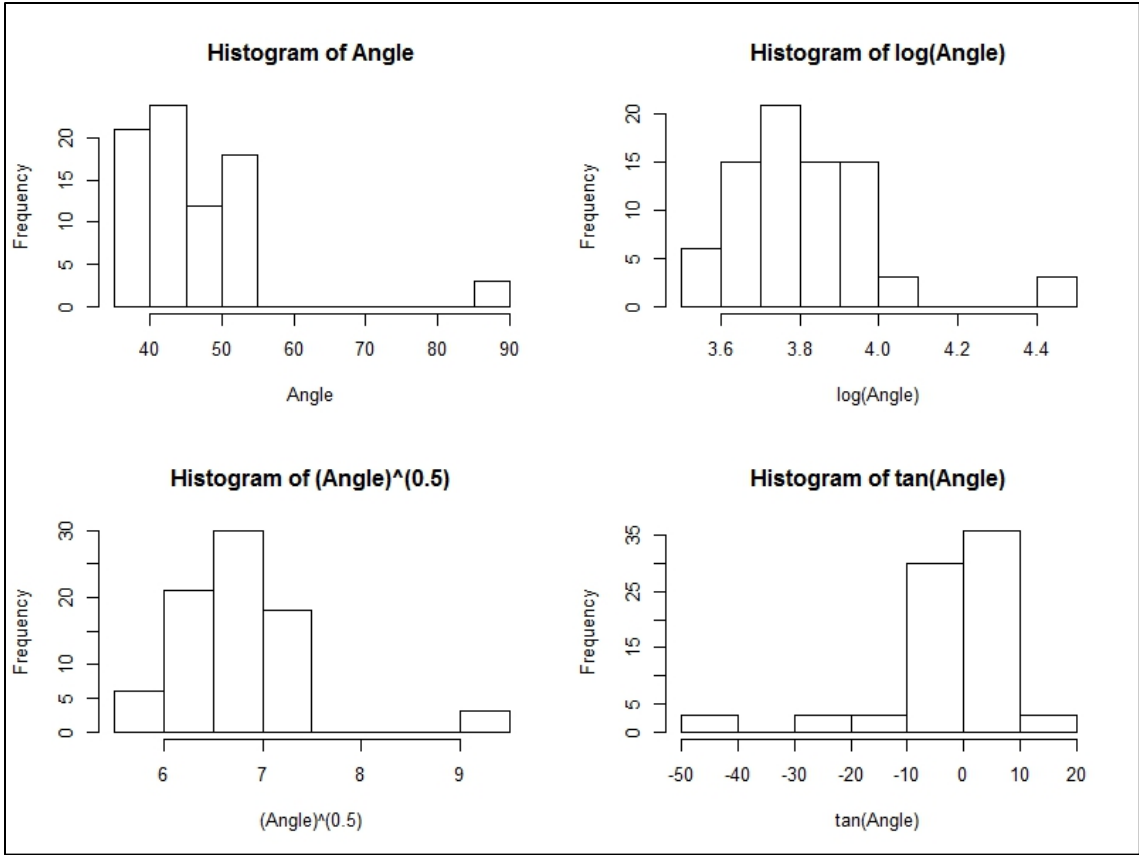 Histogram of Angle
Frequency
0
5
10
15
20
40 50 60 70 80 90
Angle
Histogram of log(Angle)
Frequency
0
5
10
15
20
3.6 3.8 4.0 4.2 4.4
log(Angle)
Histogram of (Angle)^(0.5)
Frequency
0
5
10
20
30
6 7 8 9
(Angle)^(0.5)
Histogram of tan(Angle)
Frequency
0
5
15
25
35
-50 -40 -30 -20 -10 0 10 20
tan(Angle)